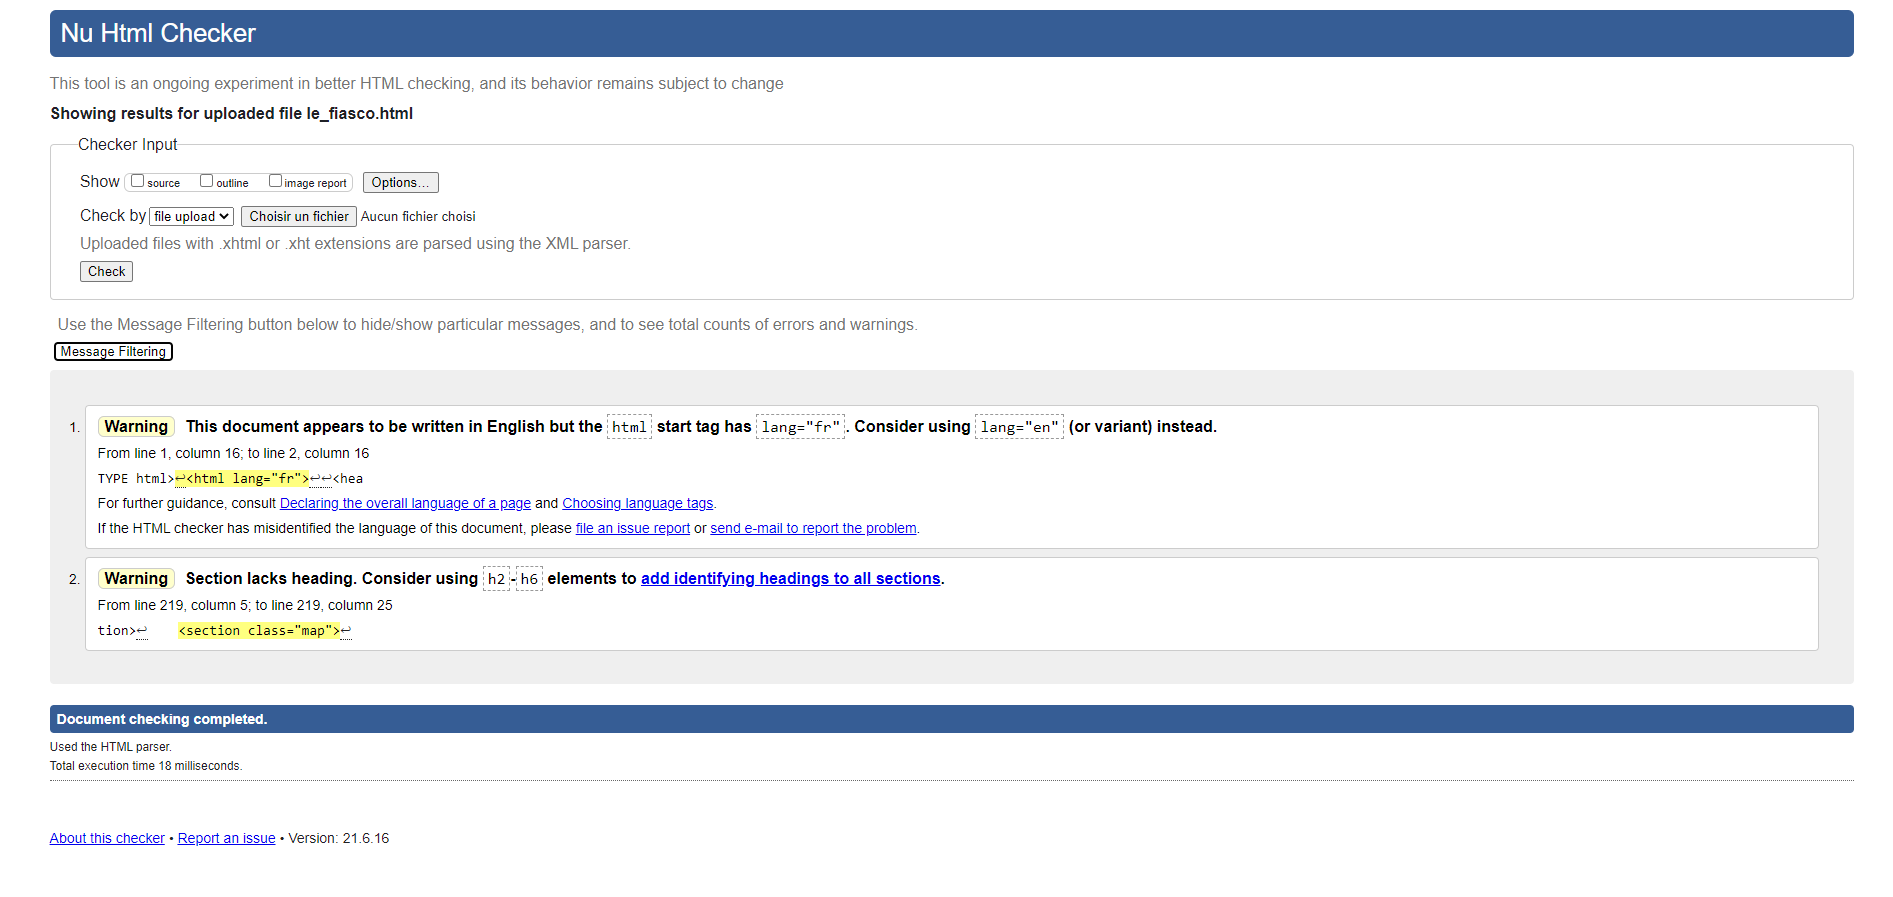 Nu Html Checker
This tool is an ongoing experiment in better HTML checking, and its behavior remains subject to change
Showing results for uploaded file le_fiasco.html
Checker Input
Show source outline image report Options...
Check by file upload Choisir un fichier Aucun fichier choisi
Uploaded files with .xhtml or .xht extensions are parsed using the XML parser.
Check
Use the Message Filtering button below to hide/show particular messages, and to see total counts of errors and warnings.
Message Filtering
1. Warning This document appears to be written in English but the html start tag has lang="fr". Consider using lang="en" (or variant) instead.
From line 1, column 16; to line 2, column 16
TYPE html>↩<html lang="fr">↩↩<hea
For further guidance, consult Declaring the overall language of a page and Choosing language tags.
If the HTML checker has misidentified the language of this document, please file an issue report or send e-mail to report the problem.
2. Warning Section lacks heading. Consider using h2-h6 elements to add identifying headings to all sections.
From line 219, column 5; to line 219, column 25
tion>↩ <section class="map">↩
Document checking completed.
Used the HTML parser.
Total execution time 18 milliseconds.
About this checker • Report an issue • Version: 21.6.16